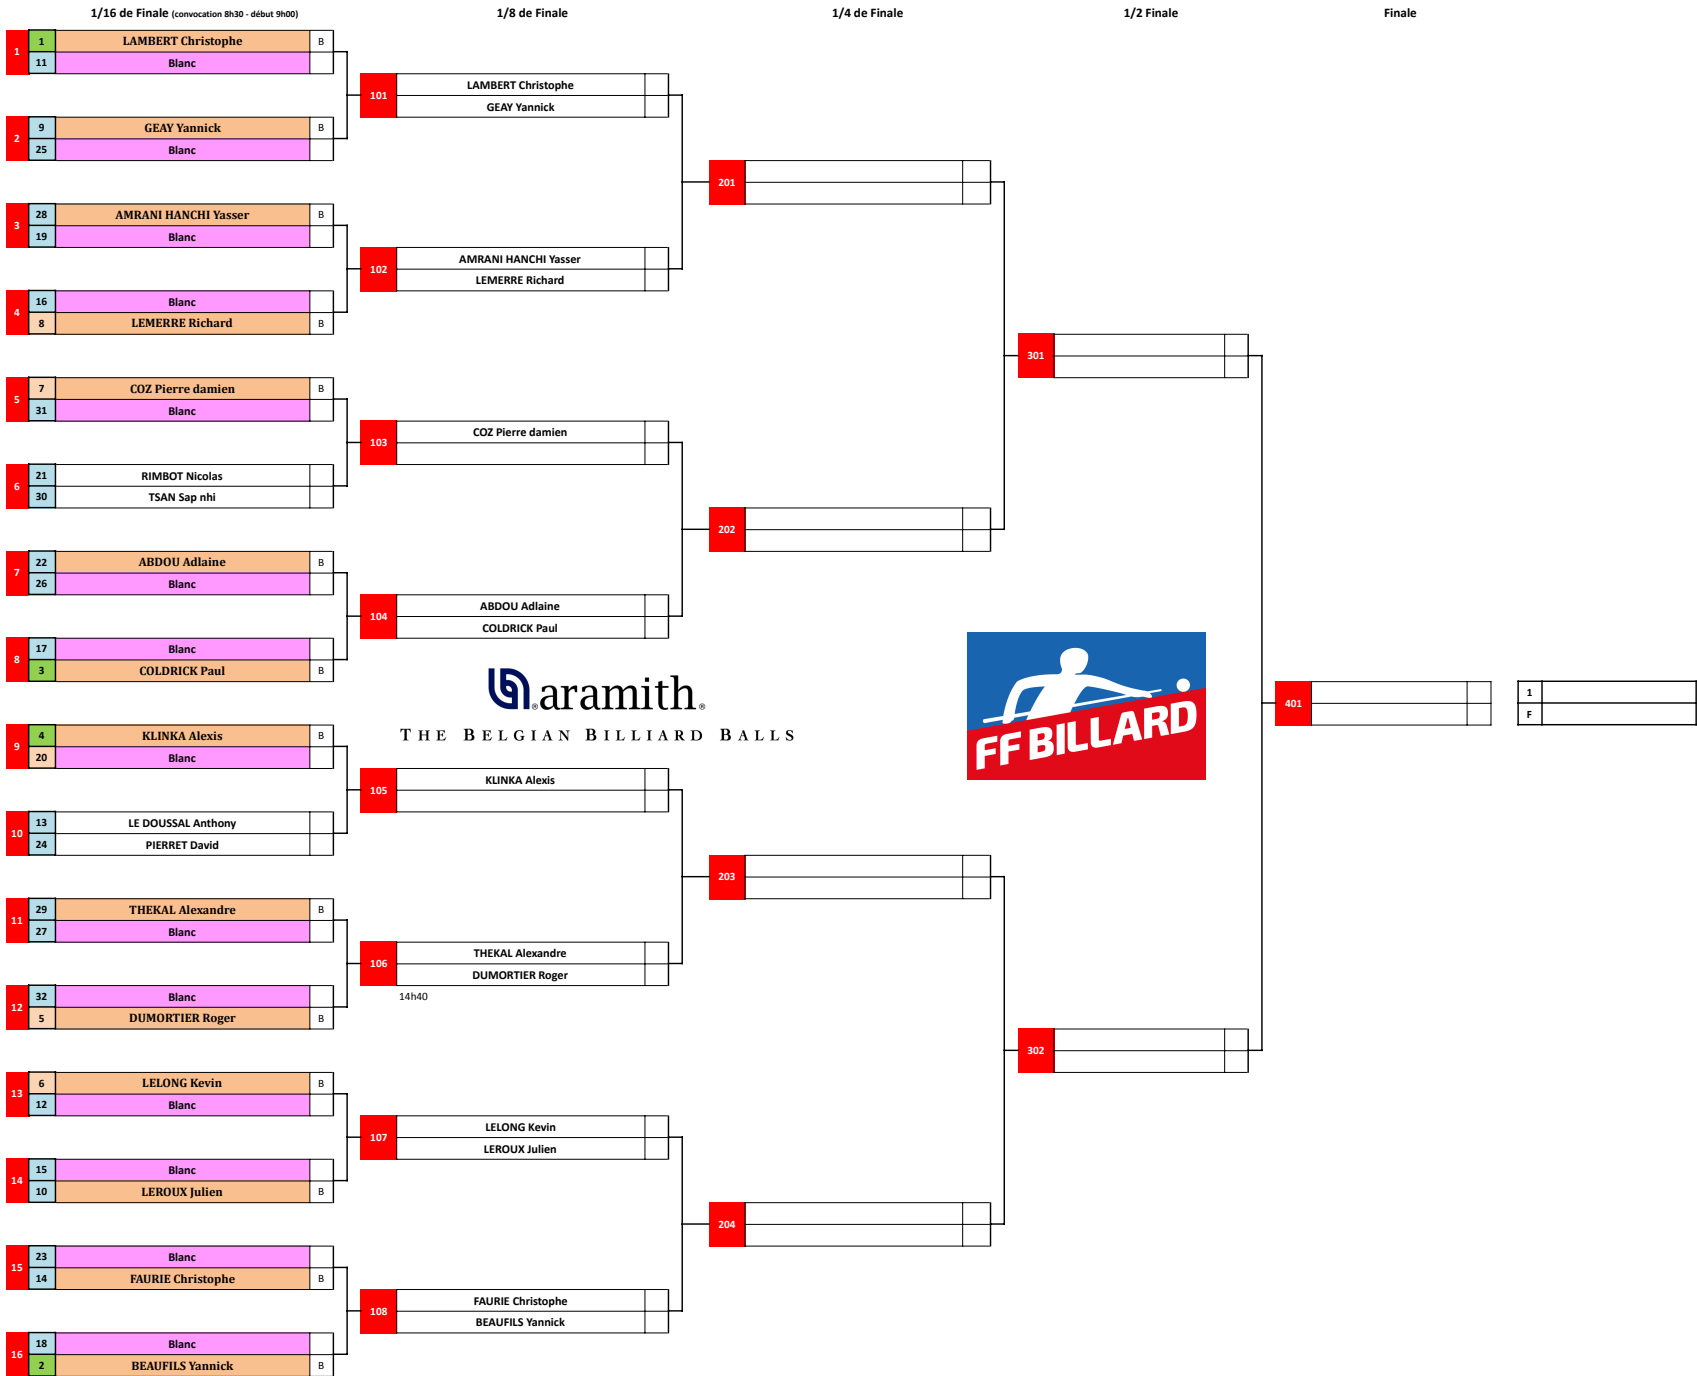 1/16 de Finale (convocation 8h30 - début 9h00)
1/8 de Finale
1/4 de Finale
1/2 Finale
Finale
1
1 LAMBERT Christophe B
11 Blanc
2
9 GEAY Yannick B
25 Blanc
3
28 AMRANI HANCHI Yasser B
19 Blanc
4
16 Blanc
8 LEMERRE Richard B
5
7 COZ Pierre damien B
31 Blanc
6
21 RIMBOT Nicolas
30 TSAN Sap nhi
7
22 ABDOU Adlaine B
26 Blanc
8
17 Blanc
3 COLDRICK Paul B
9
4 KLINKA Alexis B
20 Blanc
10
13 LE DOUSSAL Anthony
24 PIERRET David
11
29 THEKAL Alexandre B
27 Blanc
12
32 Blanc
5 DUMORTIER Roger B
13
6 LELONG Kevin B
12 Blanc
14
15 Blanc
10 LEROUX Julien B
15
23 Blanc
14 FAURIE Christophe B
16
18 Blanc
2 BEAUFILS Yannick B
101
LAMBERT Christophe
GEAY Yannick
102
AMRANI HANCHI Yasser
LEMERRE Richard
103
COZ Pierre damien
104
ABDOU Adlaine
COLDRICK Paul
®aramith®
THE BELGIAN BILLIARD BALLS
105
KLINKA Alexis
106
THEKAL Alexandre
DUMORTIER Roger
14h40
107
LELONG Kevin
LEROUX Julien
108
FAURIE Christophe
BEAUFILS Yannick
201
202
203
204
301
FF BILLARD
302
401
1
F